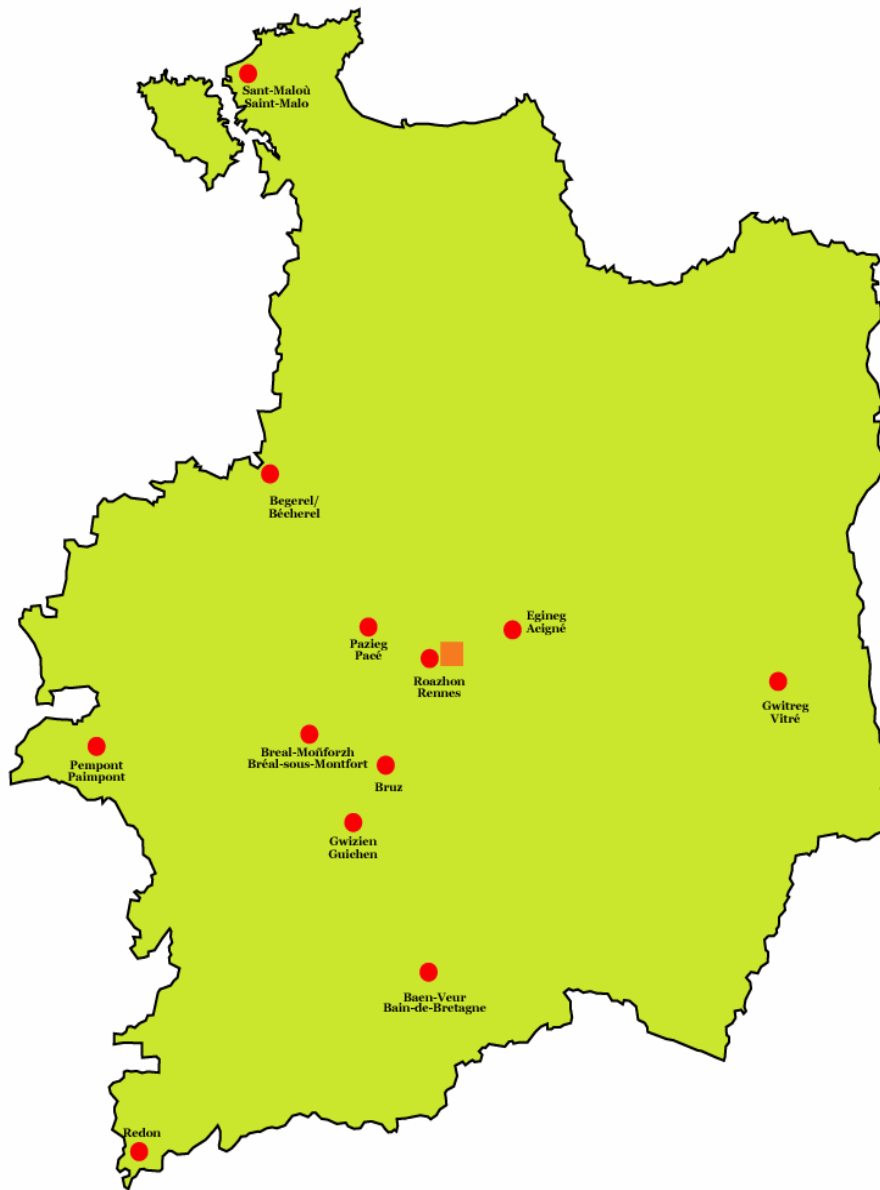 Sant-Maloù
Saint-Malo
Begerel/
Bécherel
Egineg
Acigné
Pazieg
Pacé
Roazhon
Rennes
Gwitreg
Vitré
Breal-Moñforzh
Bréal-sous-Montfort
Pempont
Paimpont
Bruz
Gwizien
Guichen
Baen-Veur
Bain-de-Bretagne
Redon